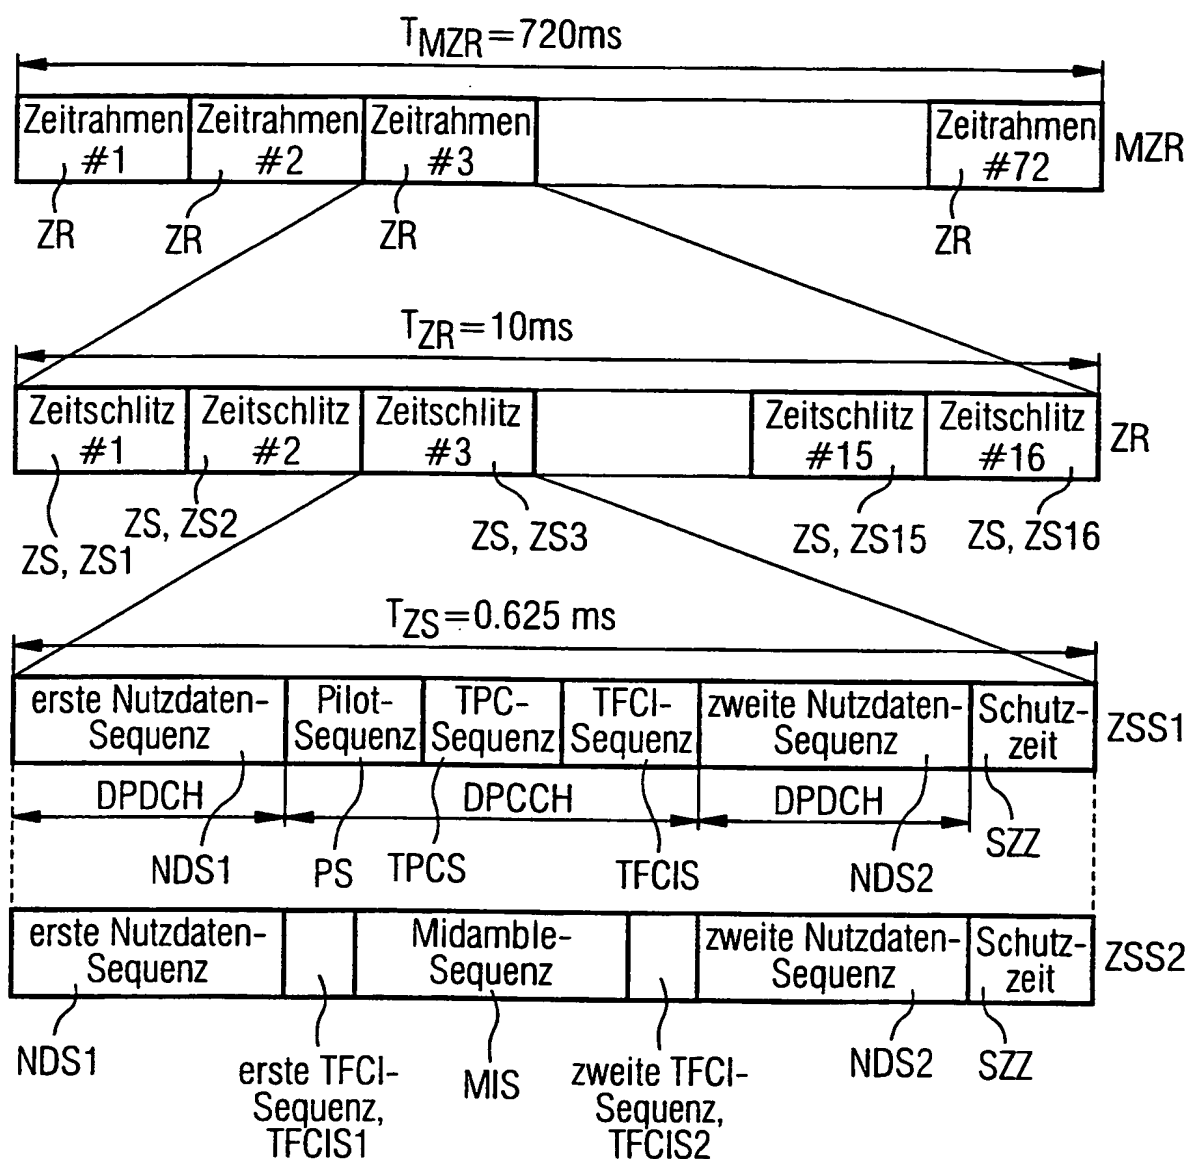 T_MZR=720ms
Zeitrahmen #1
Zeitrahmen #2
Zeitrahmen #3
Zeitrahmen #72
MZR
ZR
ZR
ZR
ZR
T_ZR=10ms
Zeitschlitz #1
Zeitschlitz #2
Zeitschlitz #3
Zeitschlitz #15
Zeitschlitz #16
ZR
ZS, ZS1
ZS, ZS2
ZS, ZS3
ZS, ZS15
ZS, ZS16
T_ZS=0.625 ms
erste Nutzdaten-
Sequenz
Pilot-
Sequenz
TPC-
Sequenz
TFCI-
Sequenz
zweite Nutzdaten-
Sequenz
Schutz-
zeit
ZSS1
DPDCH
DPCCH
DPDCH
NDS1
PS
TPCS
TFCIS
NDS2
SZZ
erste Nutzdaten-
Sequenz
Midamble-
Sequenz
zweite Nutzdaten-
Sequenz
Schutz-
zeit
ZSS2
NDS1
erste TFCI-
Sequenz,
TFCIS1
MIS
zweite TFCI-
Sequenz,
TFCIS2
NDS2
SZZ